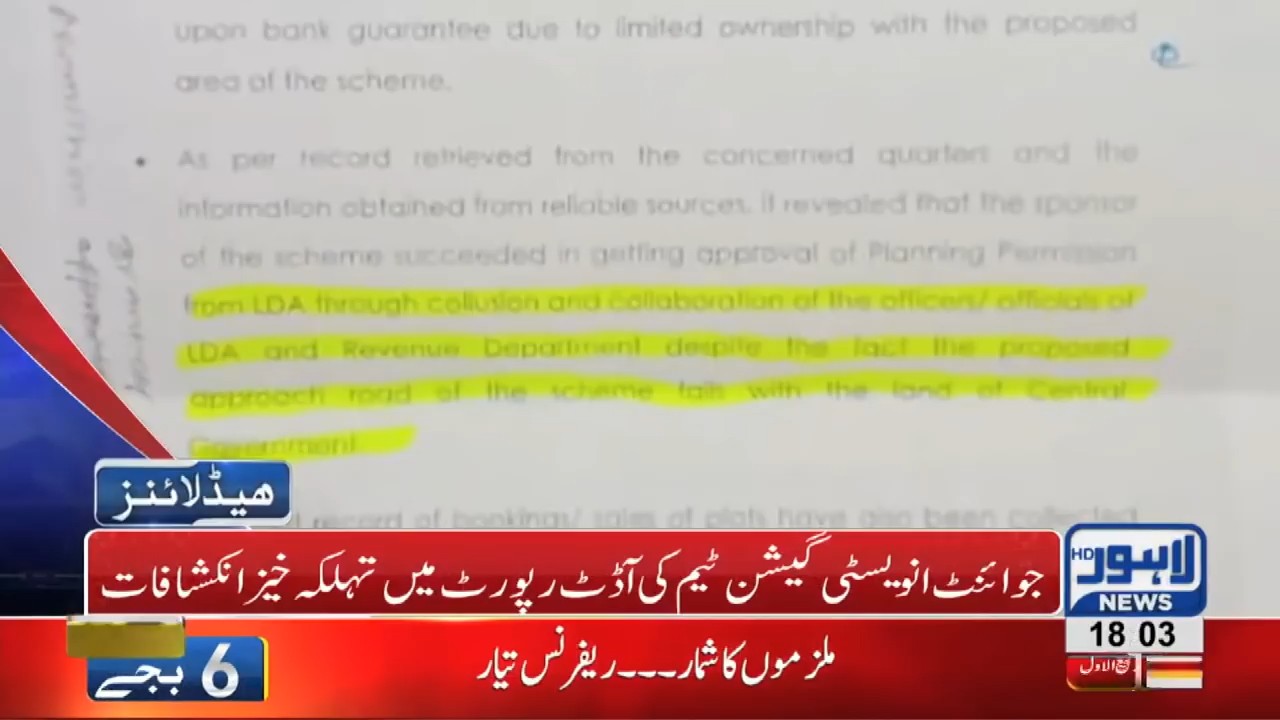 upon bank guarantee due to limited ownership with the proposed
area of the scheme.
• As per record retrieved from the concerned quarters and the
information obtained from reliable sources, it revealed that the sponsor
of the scheme succeeded in getting approval of Planning Permission
from LDA through collusion and collaboration of the officers/ officials of
LDA and Revenue Department despite the fact the proposed
approach road of the scheme falls with the land of Central
Government
record of bookings/ sales of plots have also been collected
ھیڈلائنز
جوائنٹ انویسٹی گیشن ٹیم کی آڈٹ رپورٹ میں تہلکہ خیز انکشافات
لاہور HD
NEWS
18 03
6 بجے
ملزموں کا شمار۔۔۔ریفرنس تیار
الاول